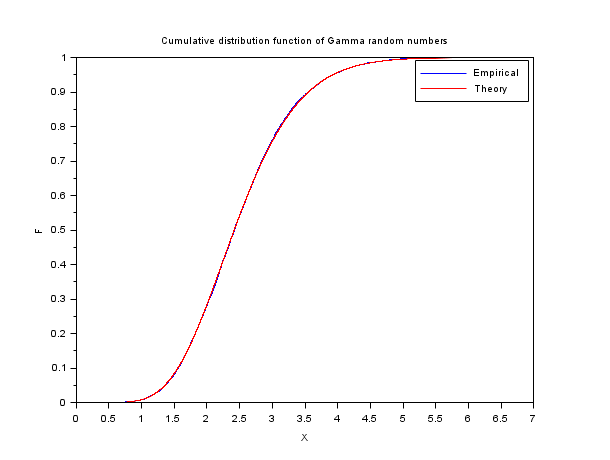 Cumulative distribution function of Gamma random numbers
1
Empirical
Theory
0.9
0.8
0.7
0.6
0.5
F
0.4
0.3
0.2
0.1
0
0 0.5 1 1.5 2 2.5 3 3.5 4 4.5 5 5.5 6 6.5 7
X